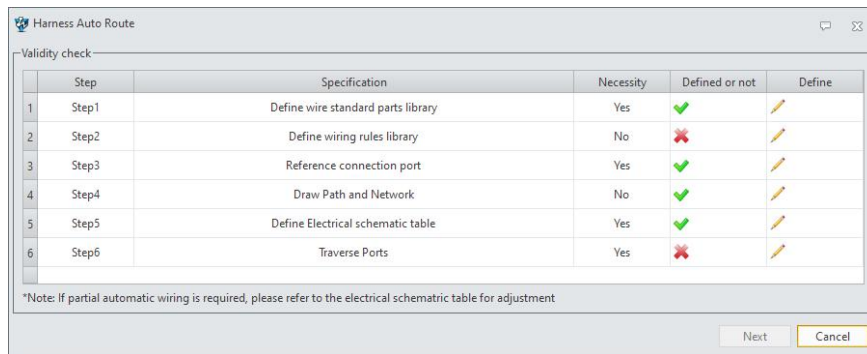 Harness Auto Route
Validity check
Step Specification Necessity Defined or not Define
1 Step1 Define wire standard parts library Yes
2 Step2 Define wiring rules library No
3 Step3 Reference connection port Yes
4 Step4 Draw Path and Network No
5 Step5 Define Electrical schematic table Yes
6 Step6 Traverse Ports Yes
*Note: If partial automatic wiring is required, please refer to the electrical schematric table for adjustment
Next Cancel